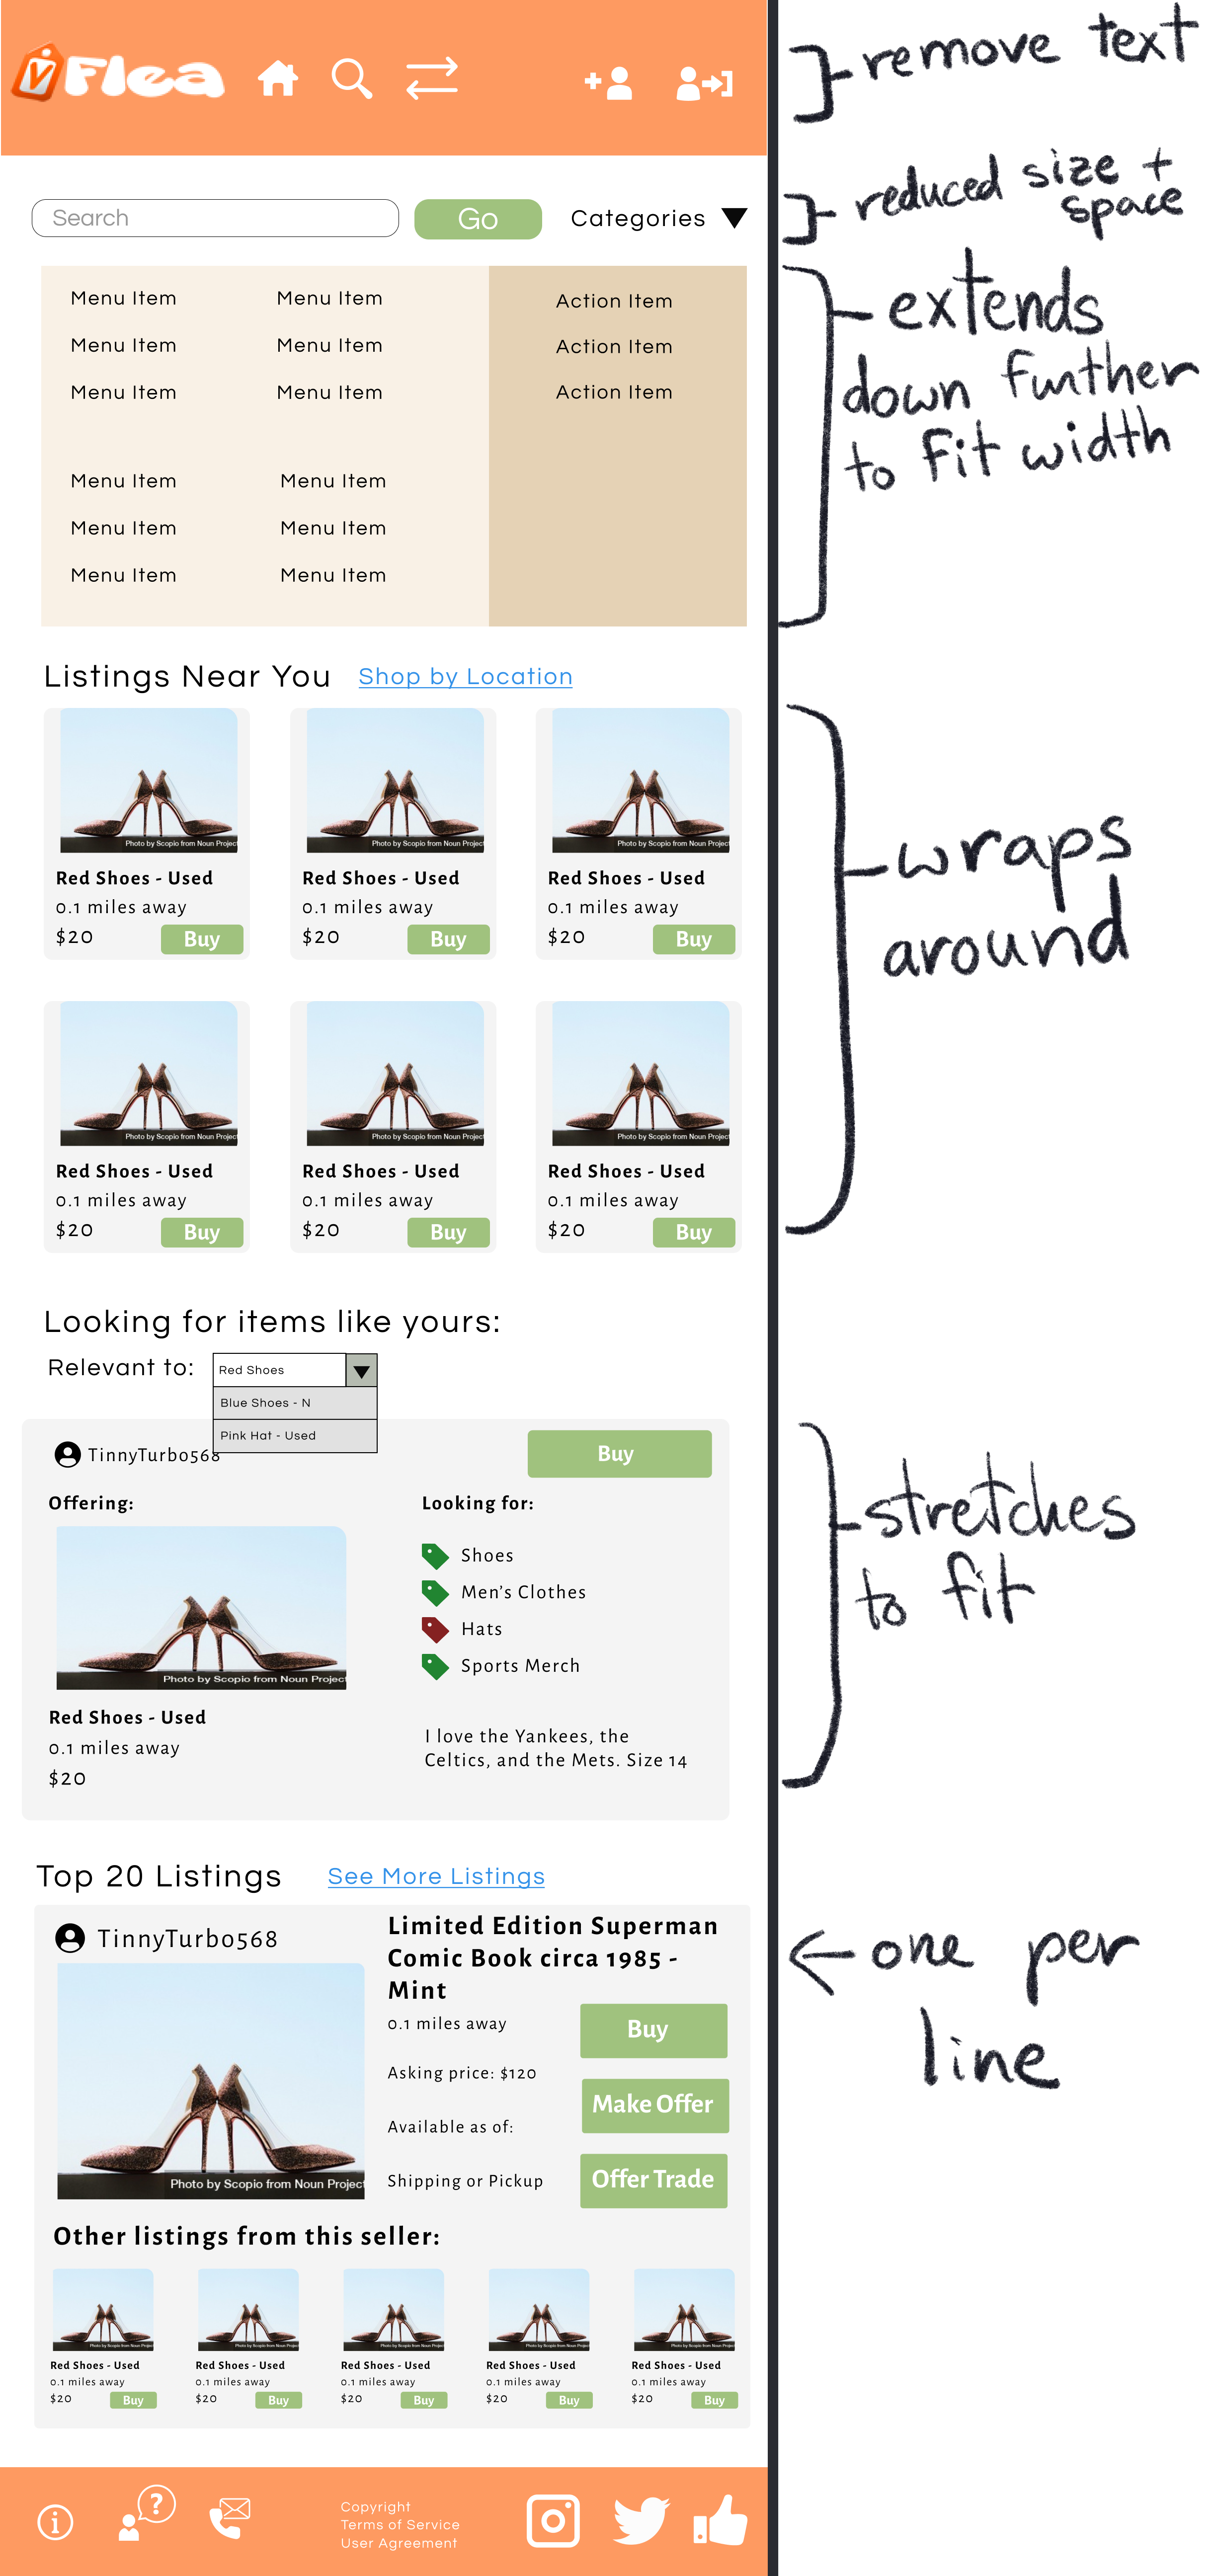 v Flea
remove text
Search
Go
Categories
reduced size +
space
Menu Item Menu Item Action Item
Menu Item Menu Item Action Item
Menu Item Menu Item Action Item
Menu Item Menu Item
Menu Item Menu Item
Menu Item Menu Item
extends
down further
to fit width
Listings Near You
Shop by Location
Photo by Scopio from Noun Project
Red Shoes - Used
0.1 miles away
$20
Buy
Photo by Scopio from Noun Project
Red Shoes - Used
0.1 miles away
$20
Buy
Photo by Scopio from Noun Project
Red Shoes - Used
0.1 miles away
$20
Buy
Photo by Scopio from Noun Project
Red Shoes - Used
0.1 miles away
$20
Buy
Photo by Scopio from Noun Project
Red Shoes - Used
0.1 miles away
$20
Buy
Photo by Scopio from Noun Project
Red Shoes - Used
0.1 miles away
$20
Buy
wraps
around
Looking for items like yours:
Relevant to:
Red Shoes
Blue Shoes - N
Pink Hat - Used
TinnyTurbo568
Buy
Offering:
Photo by Scopio from Noun Project
Red Shoes - Used
0.1 miles away
$20
Looking for:
Shoes
Men's Clothes
Hats
Sports Merch
I love the Yankees, the
Celtics, and the Mets. Size 14
stretches
to fit
Top 20 Listings
See More Listings
TinnyTurbo568
Photo by Scopio from Noun Project
Limited Edition Superman
Comic Book circa 1985 -
Mint
0.1 miles away
Asking price: $120
Available as of:
Shipping or Pickup
Buy
Make Offer
Offer Trade
one per
line
Other listings from this seller:
Photo by Scopio from Noun Project
Red Shoes - Used
0.1 miles away
$20
Buy
Photo by Scopio from Noun Project
Red Shoes - Used
0.1 miles away
$20
Buy
Photo by Scopio from Noun Project
Red Shoes - Used
0.1 miles away
$20
Buy
Photo by Scopio from Noun Project
Red Shoes - Used
0.1 miles away
$20
Buy
Photo by Scopio from Noun Project
Red Shoes - Used
0.1 miles away
$20
Buy
Copyright
Terms of Service
User Agreement